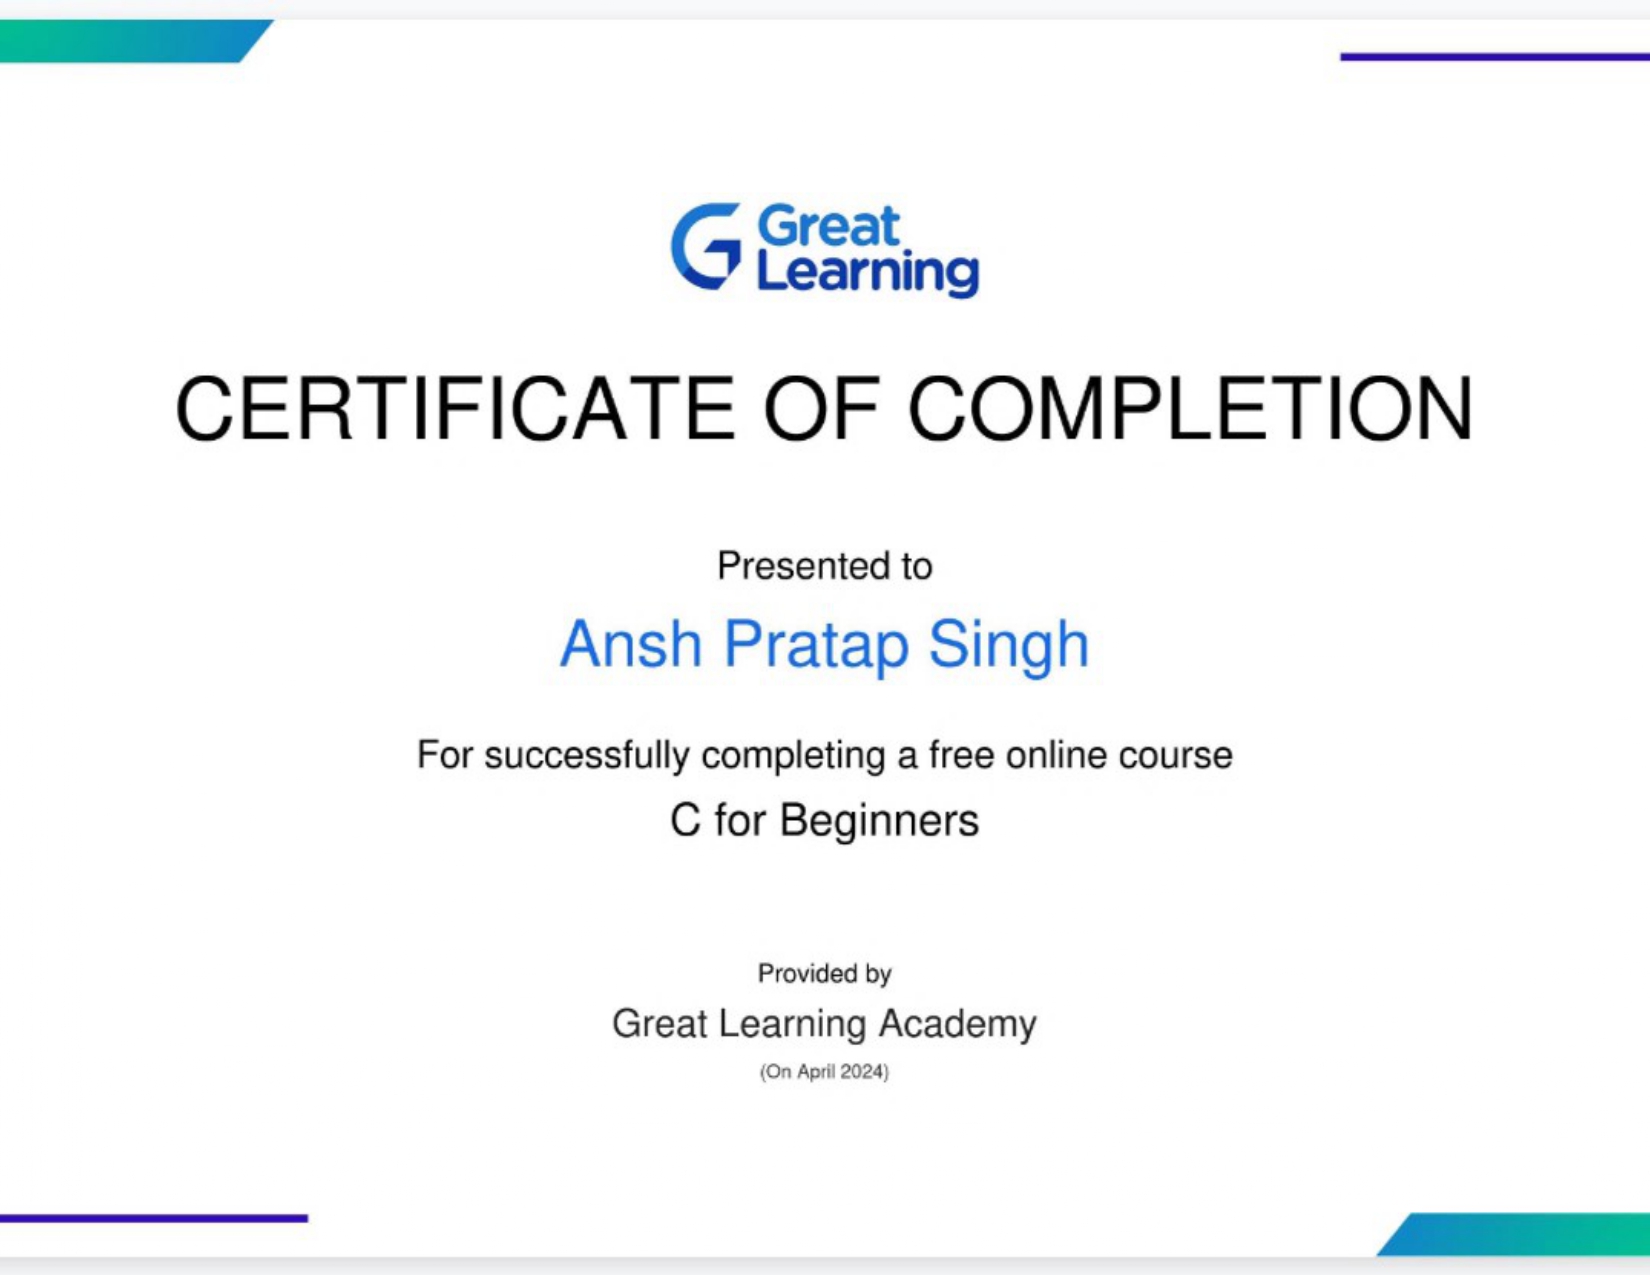 Great
Learning
CERTIFICATE OF COMPLETION
Presented to
Ansh Pratap Singh
For successfully completing a free online course
C for Beginners
Provided by
Great Learning Academy
(On April 2024)